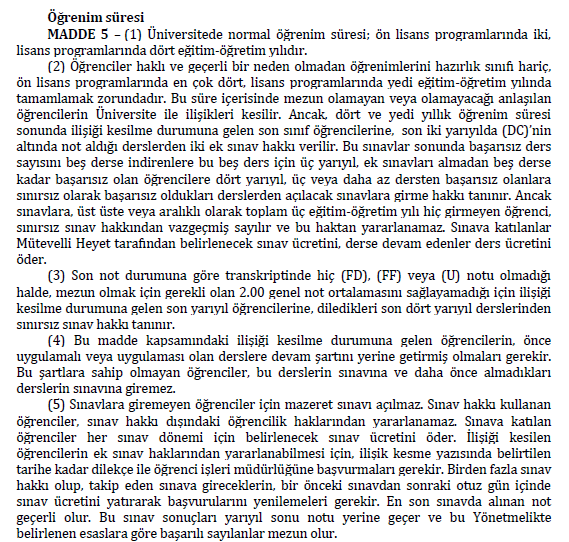 Öğrenim süresi
MADDE 5 – (1) Üniversitede normal öğrenim süresi; ön lisans programlarında iki,
lisans programlarında dört eğitim-öğretim yılıdır.
(2) Öğrenciler haklı ve geçerli bir neden olmadan öğrenimlerini hazırlık sınıfı hariç,
ön lisans programlarında en çok dört, lisans programlarında yedi eğitim-öğretim yılında
tamamlamak zorundadır. Bu süre içerisinde mezun olamayan veya olamayacağı anlaşılan
öğrencilerin Üniversite ile ilişikleri kesilir. Ancak, dört ve yedi yıllık öğrenim süresi
sonunda ilişiği kesilme durumuna gelen son sınıf öğrencilerine, son iki yarıyılda (DC)'nin
altında not aldığı derslerden iki ek sınav hakkı verilir. Bu sınavlar sonunda başarısız ders
sayısını beş derse indirenlere bu beş ders için üç yarıyıl, ek sınavları almadan beş derse
kadar başarısız olan öğrencilere dört yarıyıl, üç veya daha az dersten başarısız olanlara
sınırsız olarak başarısız oldukları derslerden açılacak sınavlara girme hakkı tanınır. Ancak
sınavlara, üst üste veya aralıklı olarak toplam üç eğitim-öğretim yılı hiç girmeyen öğrenci,
sınırsız sınav hakkından vazgeçmiş sayılır ve bu haktan yararlanamaz. Sınava katılanlar
Mütevelli Heyet tarafından belirlenecek sınav ücretini, derse devam edenler ders ücretini
öder.
(3) Son not durumuna göre transkriptinde hiç (FD), (FF) veya (U) notu olmadığı
halde, mezun olmak için gerekli olan 2.00 genel not ortalamasını sağlayamadığı için ilişiği
kesilme durumuna gelen son yarıyıl öğrencilerine, diledikleri son dört yarıyıl derslerinden
sınırsız sınav hakkı tanınır.
(4) Bu madde kapsamındaki ilişiği kesilme durumuna gelen öğrencilerin, önce
uygulamalı veya uygulaması olan derslere devam şartını yerine getirmiş olmaları gerekir.
Bu şartlara sahip olmayan öğrenciler, bu derslerin sınavına ve daha önce almadıkları
derslerin sınavına giremez.
(5) Sınavlara giremeyen öğrenciler için mazeret sınavı açılmaz. Sınav hakkı kullanan
öğrenciler, sınav hakkı dışındaki öğrencilik haklarından yararlanamaz. Sınava katılan
öğrenciler her sınav dönemi için belirlenecek sınav ücretini öder. İlişiği kesilen
öğrencilerin ek sınav haklarından yararlanabilmesi için, ilişik kesme yazısında belirtilen
tarihe kadar dilekçe ile öğrenci işleri müdürlüğüne başvurmaları gerekir. Birden fazla sınav
hakkı olup, takip eden sınava gireceklerin, bir önceki sınavdan sonraki otuz gün içinde
sınav ücretini yatırarak başvurularını yenilemeleri gerekir. En son sınavda alınan not
geçerli olur. Bu sınav sonuçları yarıyıl sonu notu yerine geçer ve bu Yönetmelikte
belirlenen esaslara göre başarılı sayılanlar mezun olur.